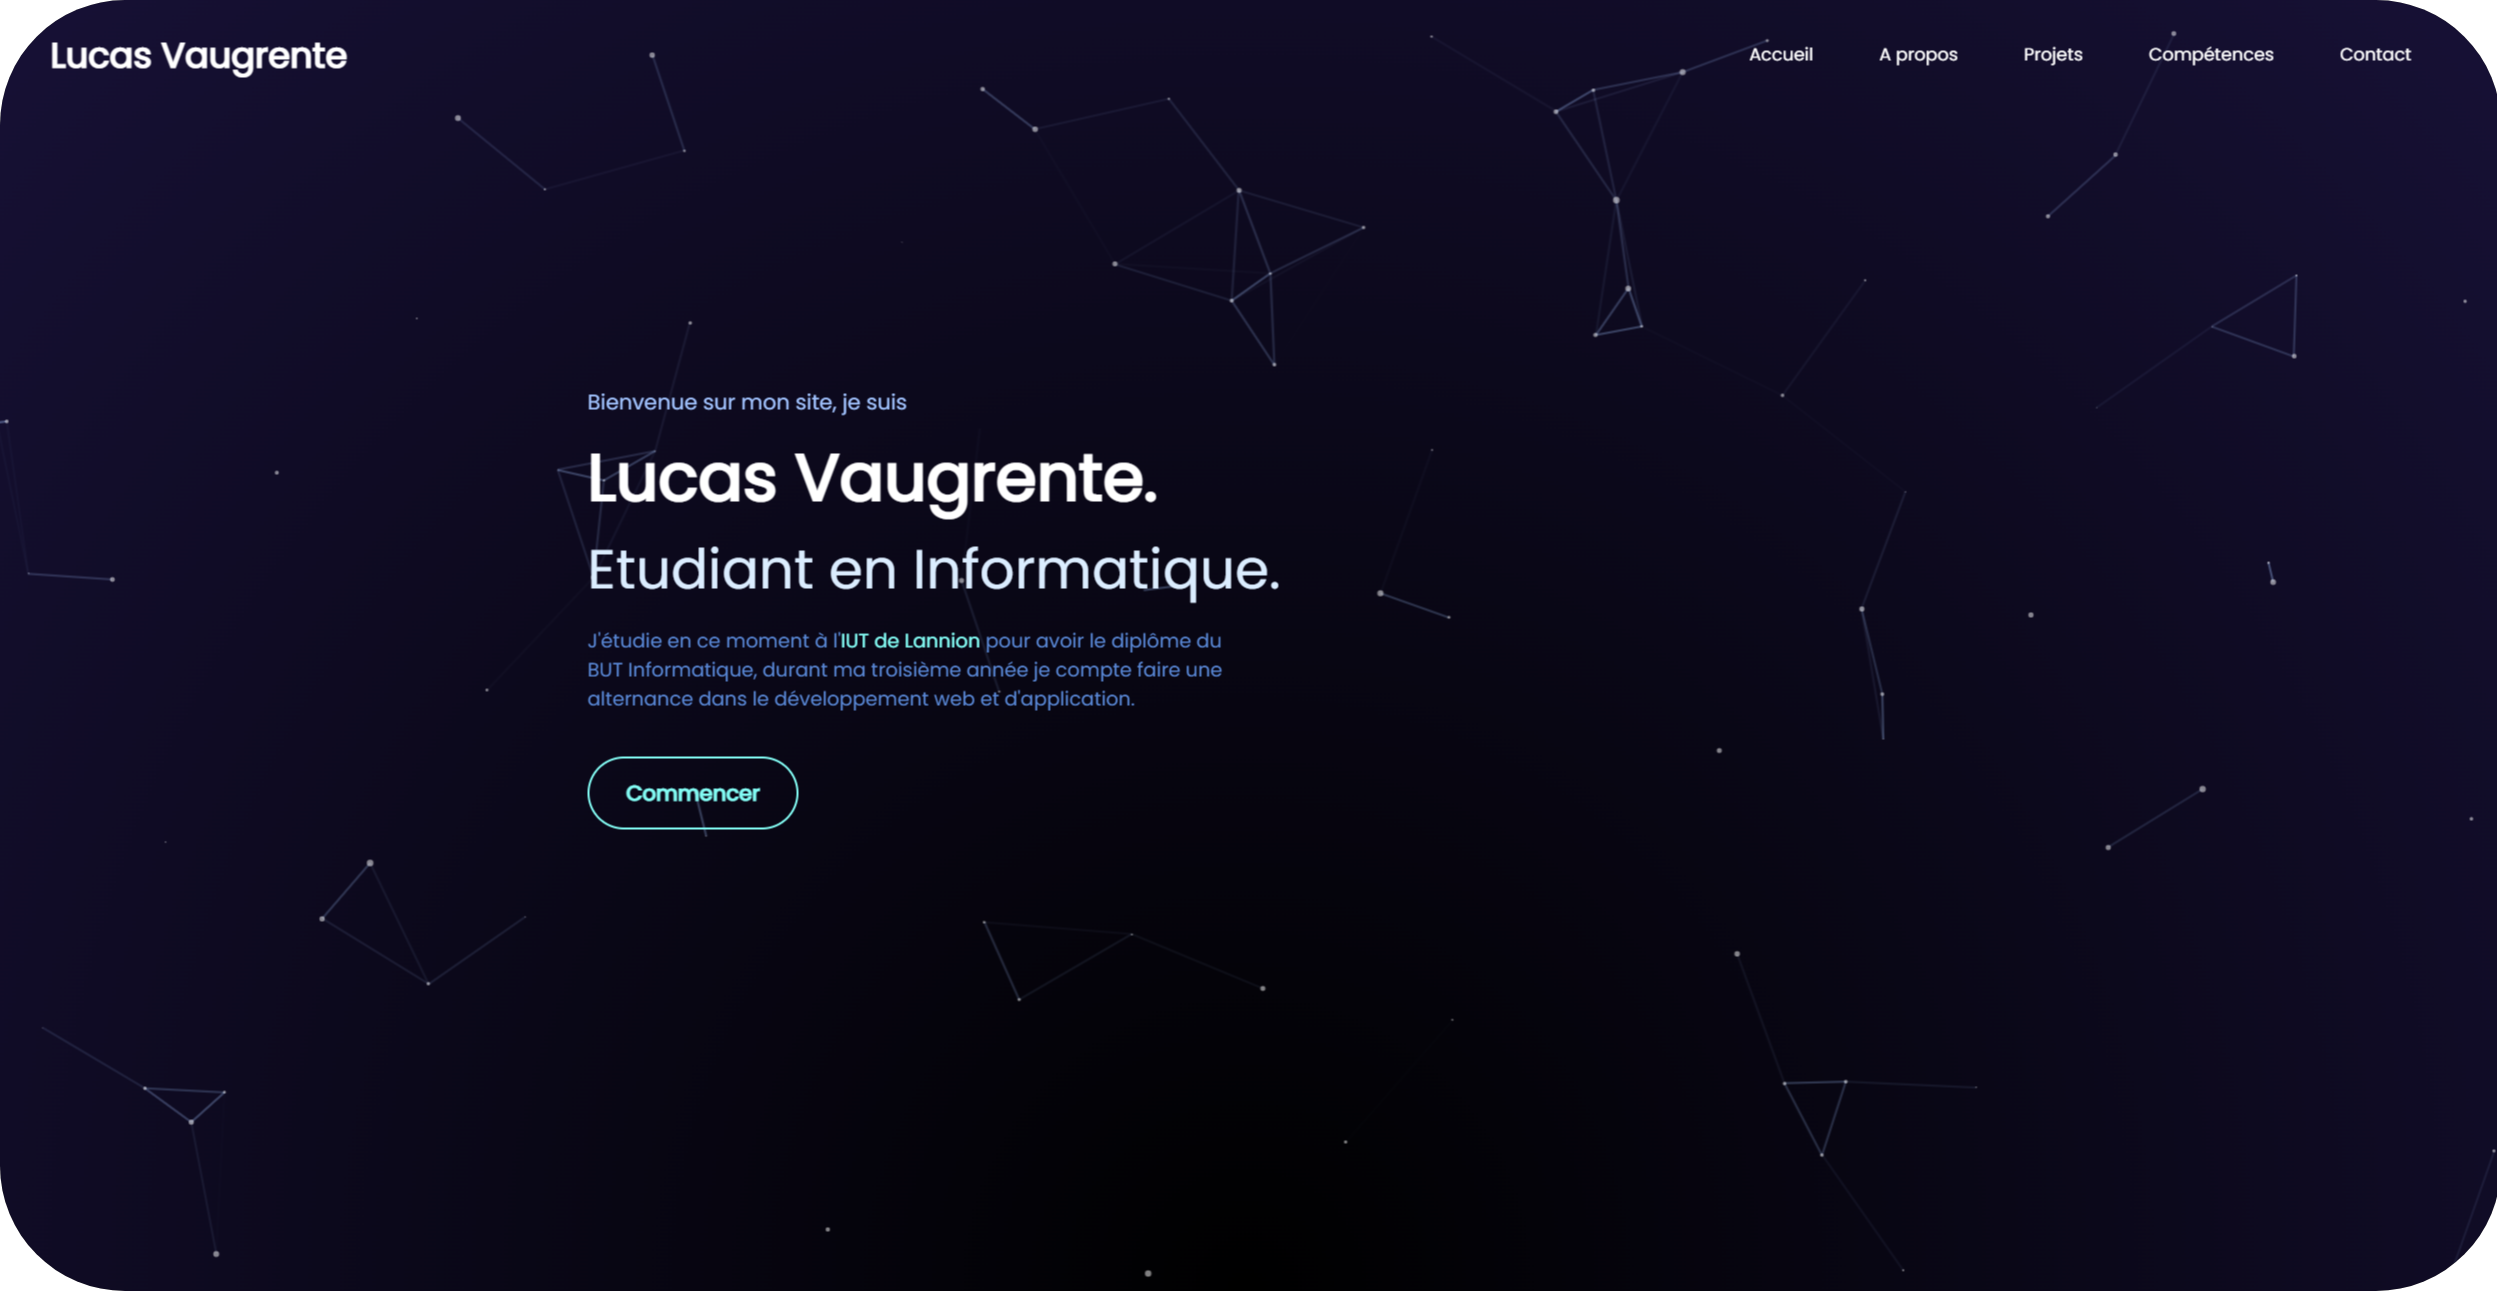 Lucas Vaugrente
Accueil A propos Projets Compétences Contact
Bienvenue sur mon site, je suis
Lucas Vaugrente.
Etudiant en Informatique.
J'étudie en ce moment à l'IUT de Lannion pour avoir le diplôme du
BUT Informatique, durant ma troisième année je compte faire une
alternance dans le développement web et d'application.
Commencer